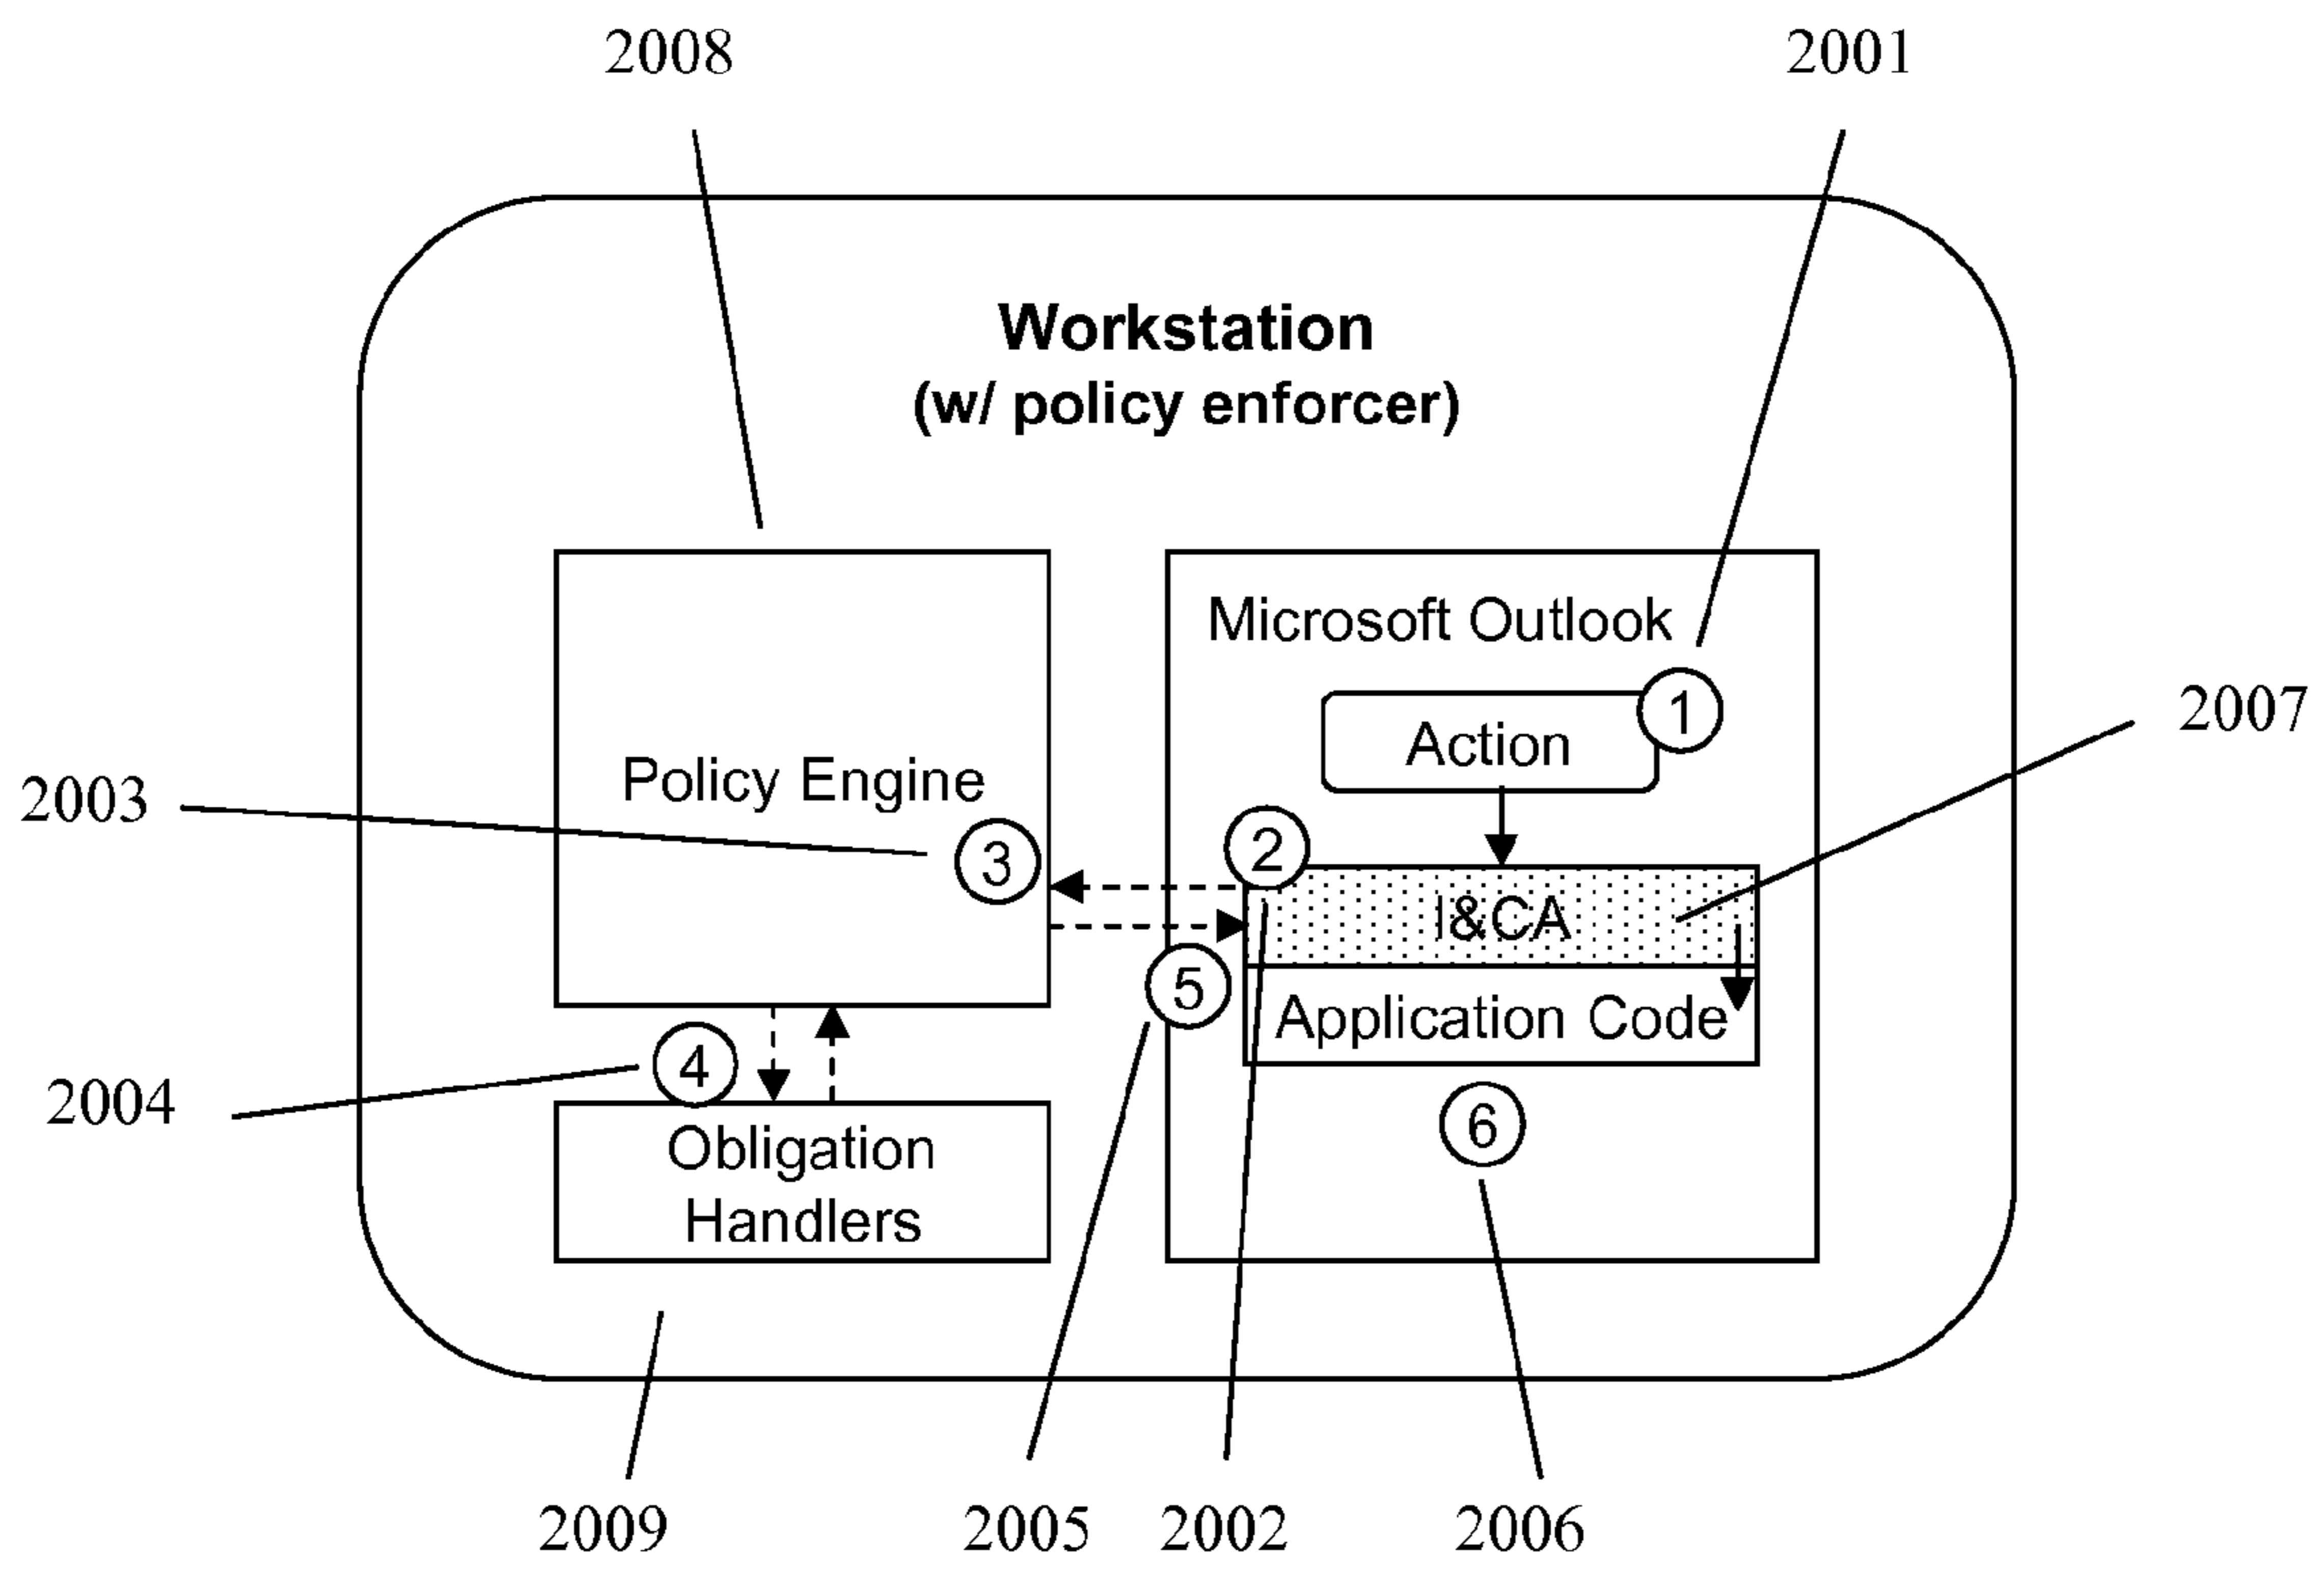 2008
2001
Workstation
(w/ policy enforcer)
Microsoft Outlook
1
Action
2007
Policy Engine
2003
2
3
I&CA
5
Application Code
4
2004
6
Obligation
Handlers
2009
2005
2002
2006